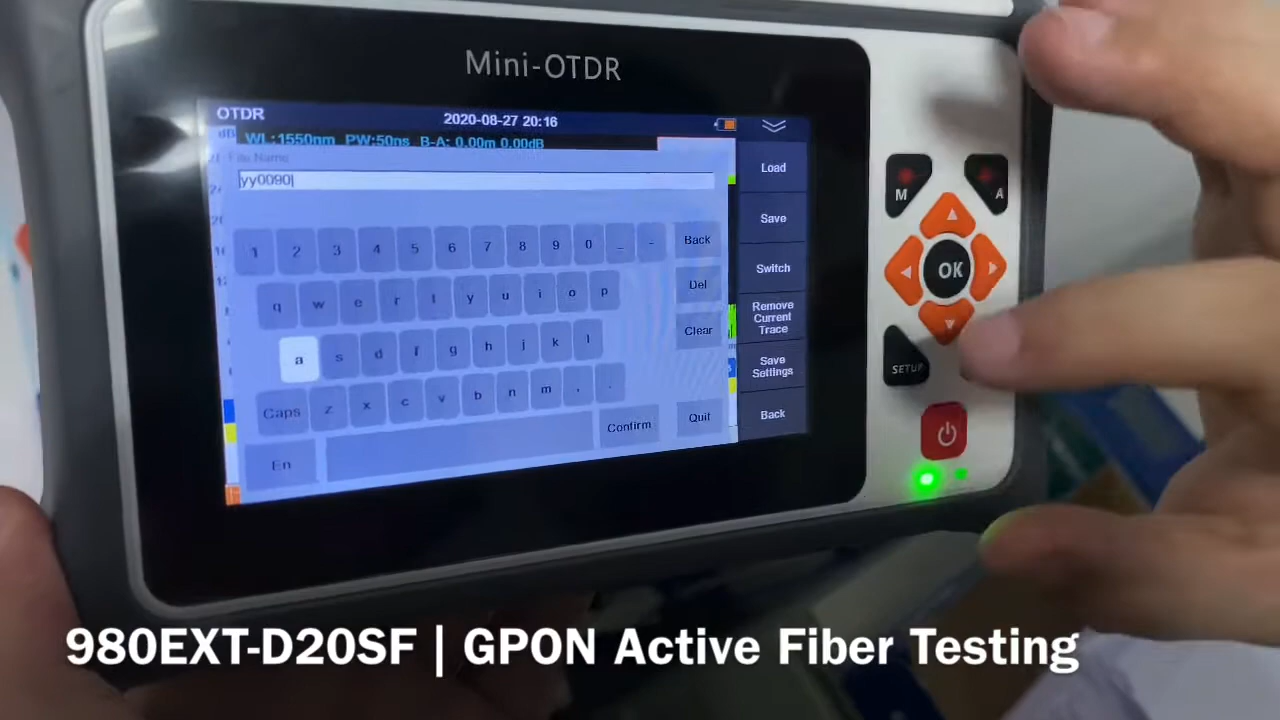 Mini-OTDR
OTDR
2020-08-27 20:16
WL:1550nm PW:50ns B-A: 0.00m 0.00dB
File Name
yy0090
1 2 3 4 5 6 7 8 9 0 _ -
Back
q w e r t y u i o p
Del
a s d f g h j k l
Clear
Caps z x c v b n m , .
Quit
En
Confirm
Load
Save
Switch
Remove
Current
Trace
Save
Settings
Back
M
A
OK
SETUP
980EXT-D20SF | GPON Active Fiber Testing